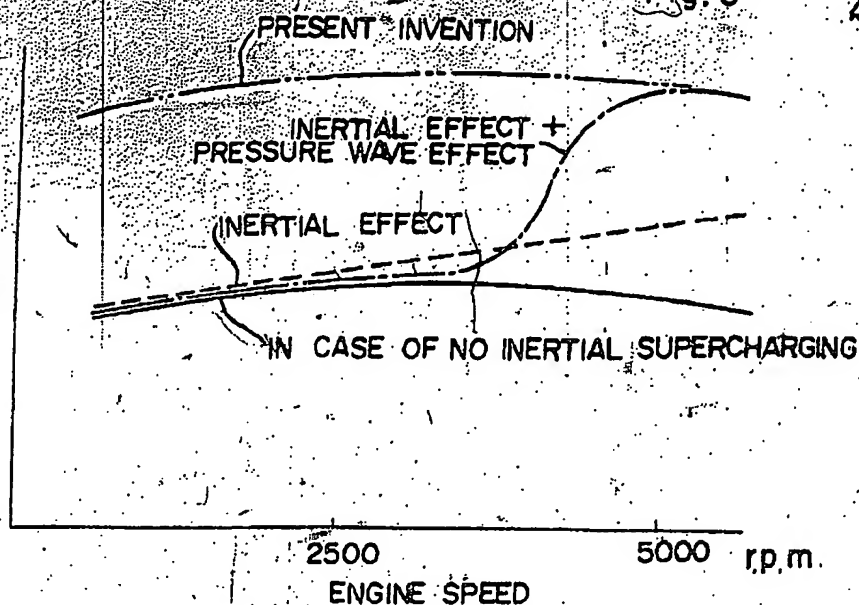 PRESENT INVENTION
INERTIAL EFFECT +
PRESSURE WAVE EFFECT
INERTIAL EFFECT
IN CASE OF NO INERTIAL SUPERCHARGING
2500 5000 r.p.m.
ENGINE SPEED